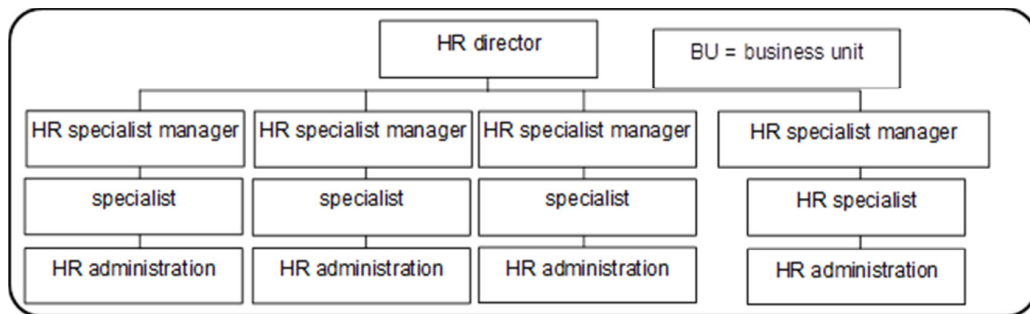 HR director
BU = business unit
HR specialist manager
HR specialist manager
HR specialist manager
HR specialist manager
specialist
specialist
specialist
HR specialist
HR administration
HR administration
HR administration
HR administration